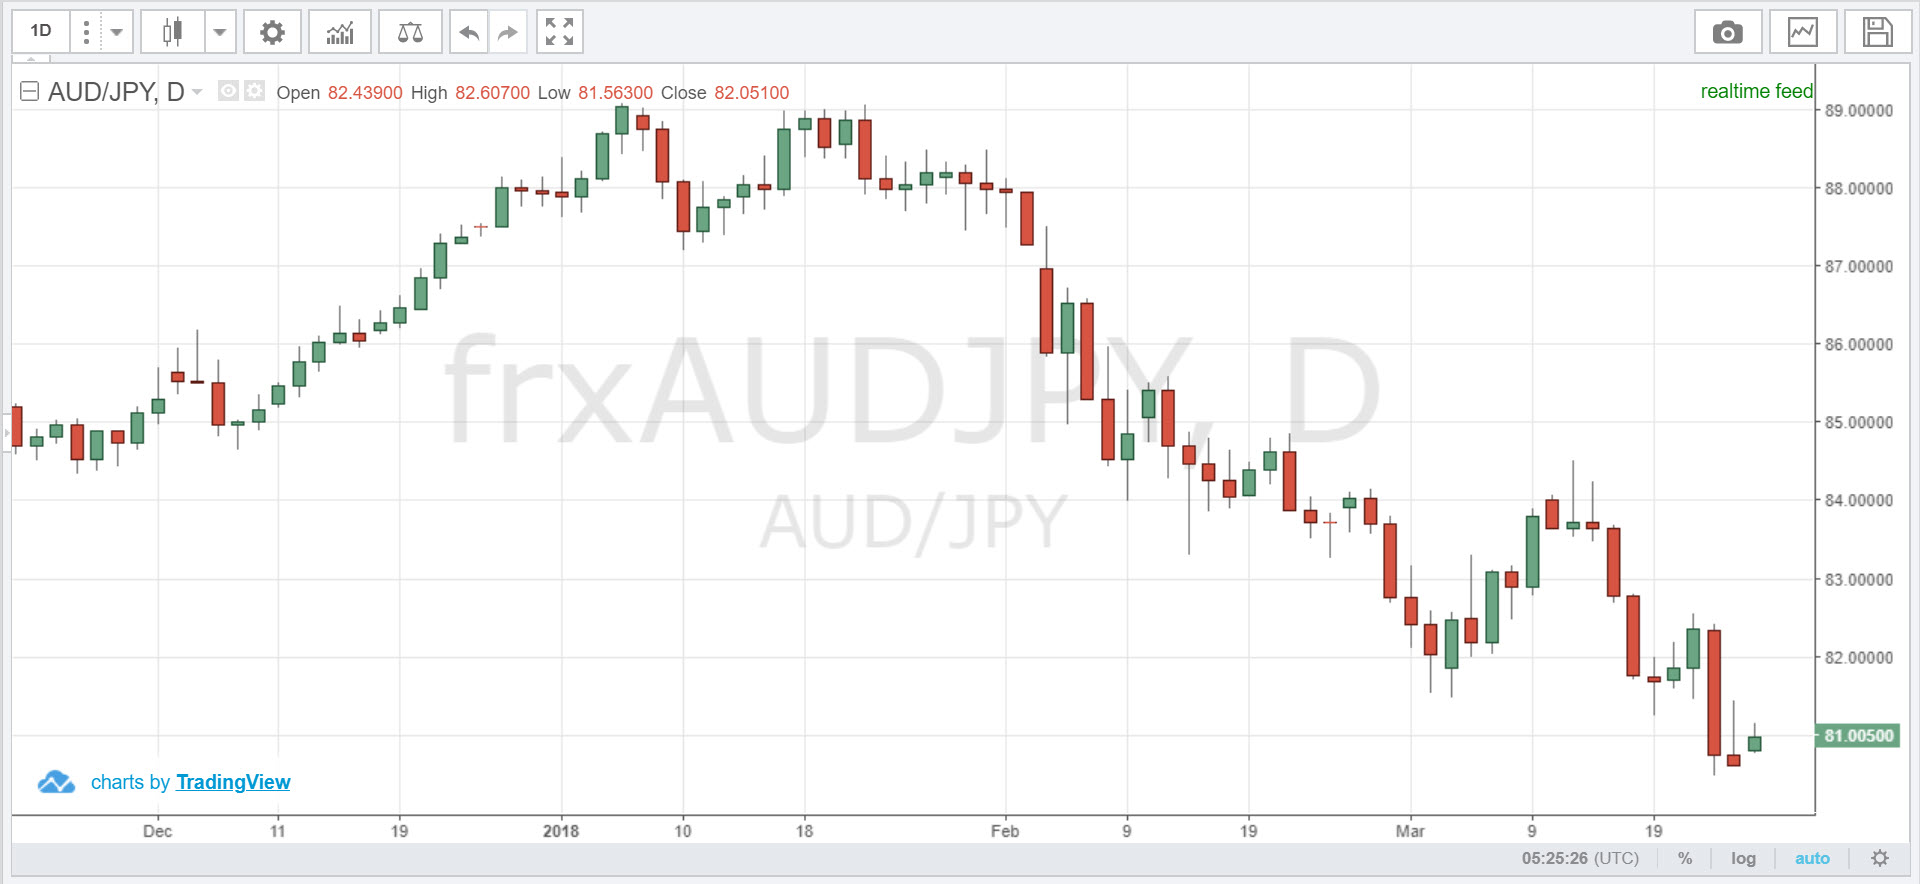 1D
AUD/JPY, D Open 82.43900 High 82.60700 Low 81.56300 Close 82.05100
realtime feed
89.00000
88.00000
87.00000
86.00000
85.00000
84.00000
83.00000
82.00000
81.00500
frxAUDJPY, D
AUD/JPY
charts by TradingView
Dec 11 19 2018 10 18 Feb 9 19 Mar 9 19
05:25:26 (UTC) % log auto